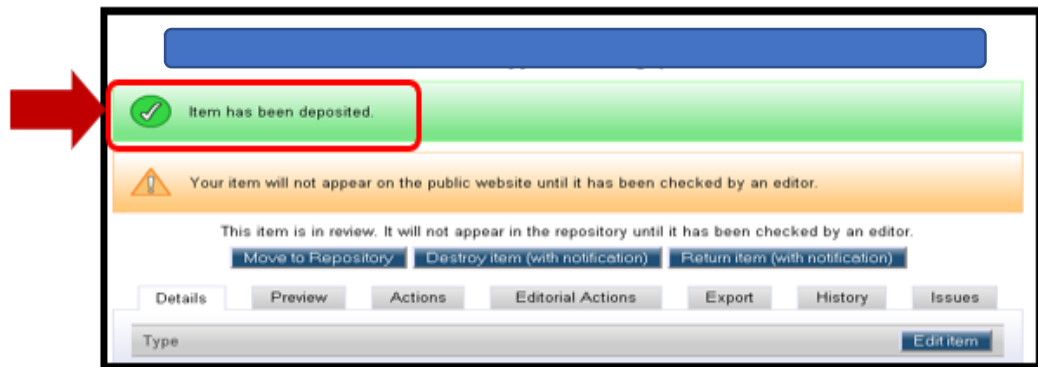 Item has been deposited.
Your item will not appear on the public website until it has been checked by an editor.
This item is in review. It will not appear in the repository until it has been checked by an editor.
Move to Repository Destroy item (with notification) Return item (with notification)
Details Preview Actions Editorial Actions Export History Issues
Type Edit item